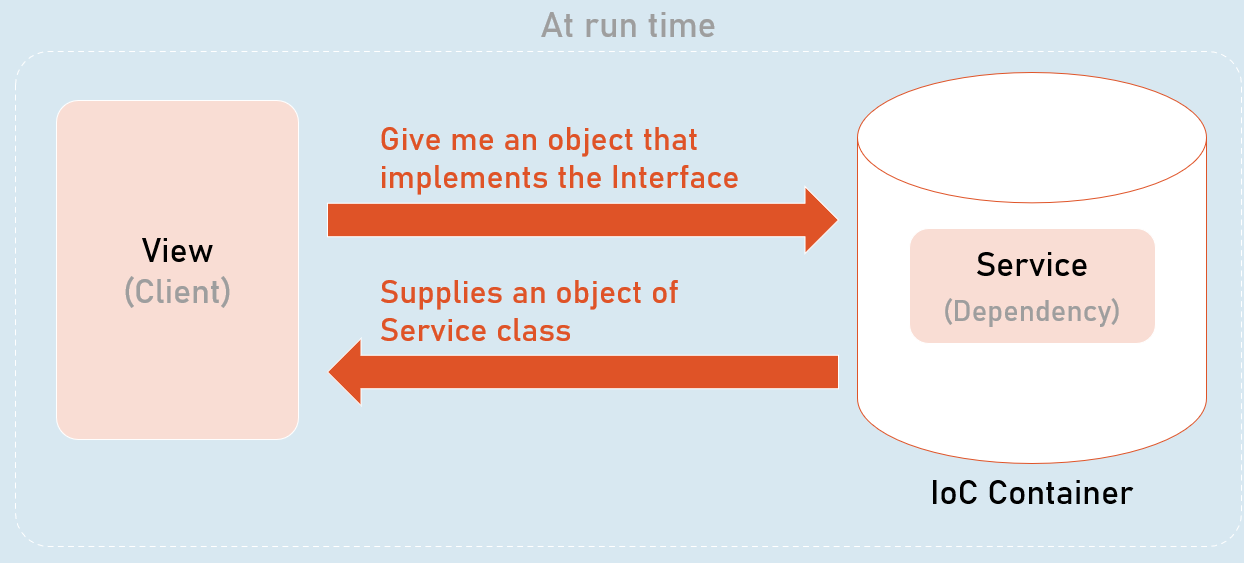 At run time
View
(Client)
Give me an object that
implements the Interface
Supplies an object of
Service class
Service
(Dependency)
IoC Container